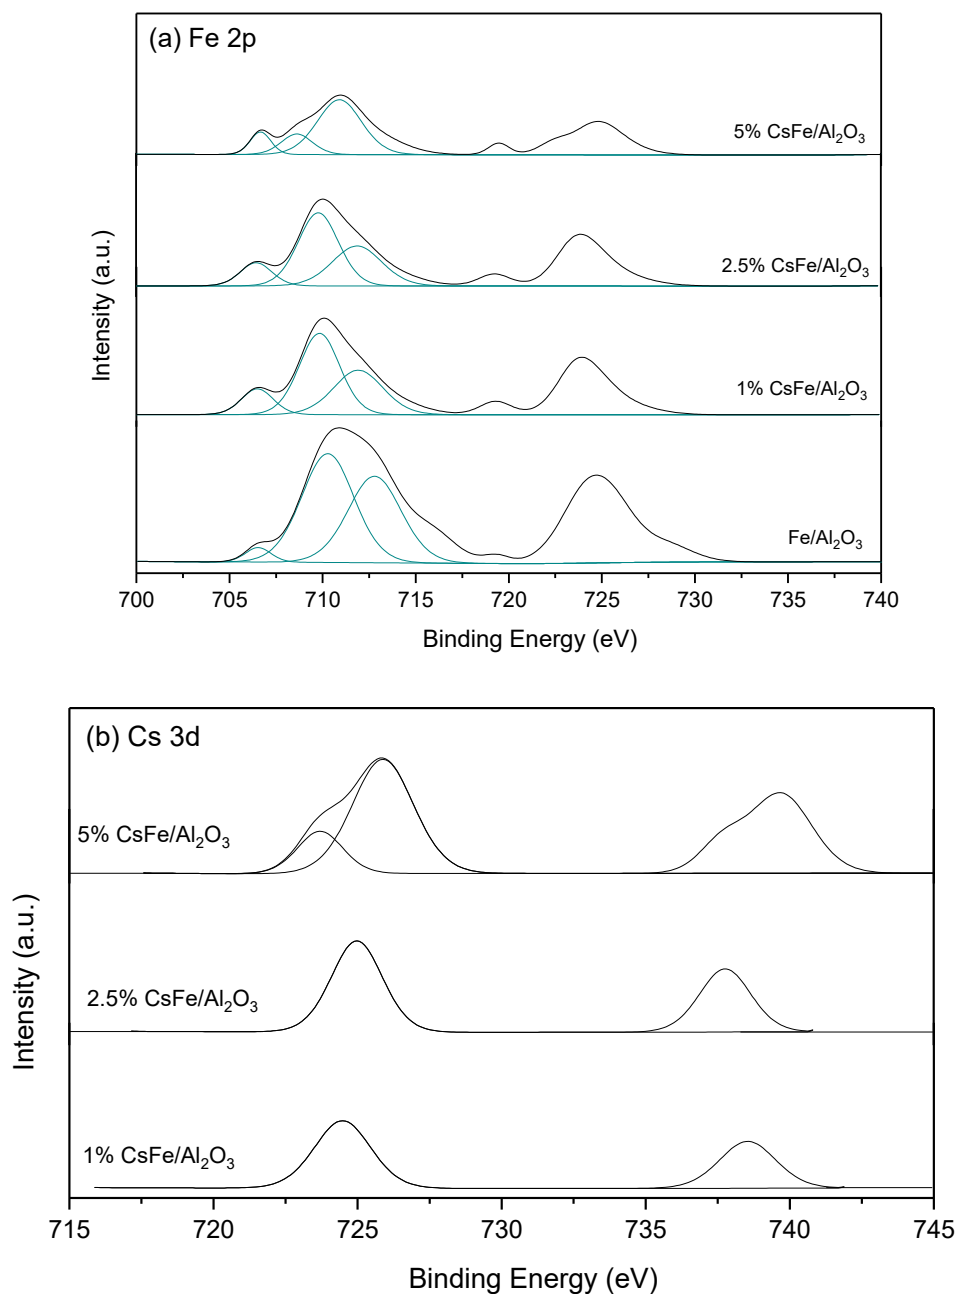 (a) Fe 2p
5% CsFe/Al₂O₃
2.5% CsFe/Al₂O₃
1% CsFe/Al₂O₃
Fe/Al₂O₃
Intensity (a.u.)
700 705 710 715 720 725 730 735 740
Binding Energy (eV)
(b) Cs 3d
5% CsFe/Al₂O₃
2.5% CsFe/Al₂O₃
1% CsFe/Al₂O₃
Intensity (a.u.)
715 720 725 730 735 740 745
Binding Energy (eV)